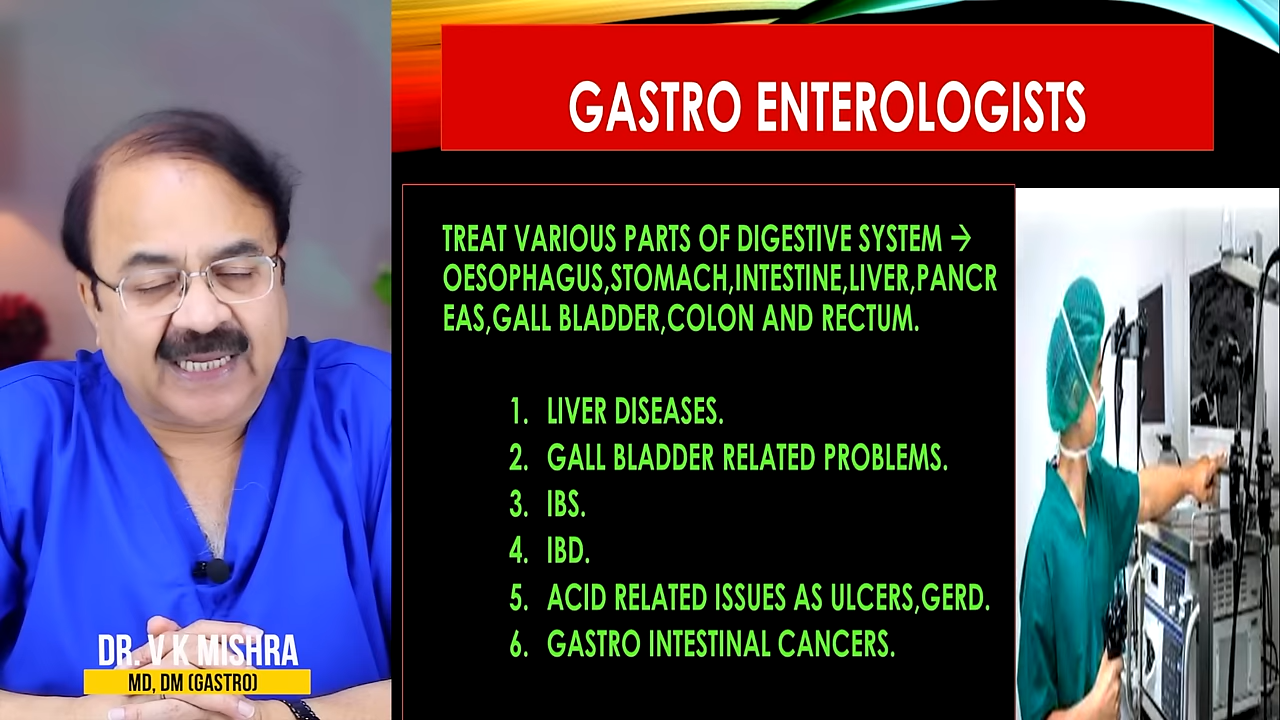 GASTRO ENTEROLOGISTS
TREAT VARIOUS PARTS OF DIGESTIVE SYSTEM →
OESOPHAGUS,STOMACH,INTESTINE,LIVER,PANCR
EAS,GALL BLADDER,COLON AND RECTUM.
1. LIVER DISEASES.
2. GALL BLADDER RELATED PROBLEMS.
3. IBS.
4. IBD.
5. ACID RELATED ISSUES AS ULCERS,GERD.
6. GASTRO INTESTINAL CANCERS.
DR. V K MISHRA
MD, DM (GASTRO)